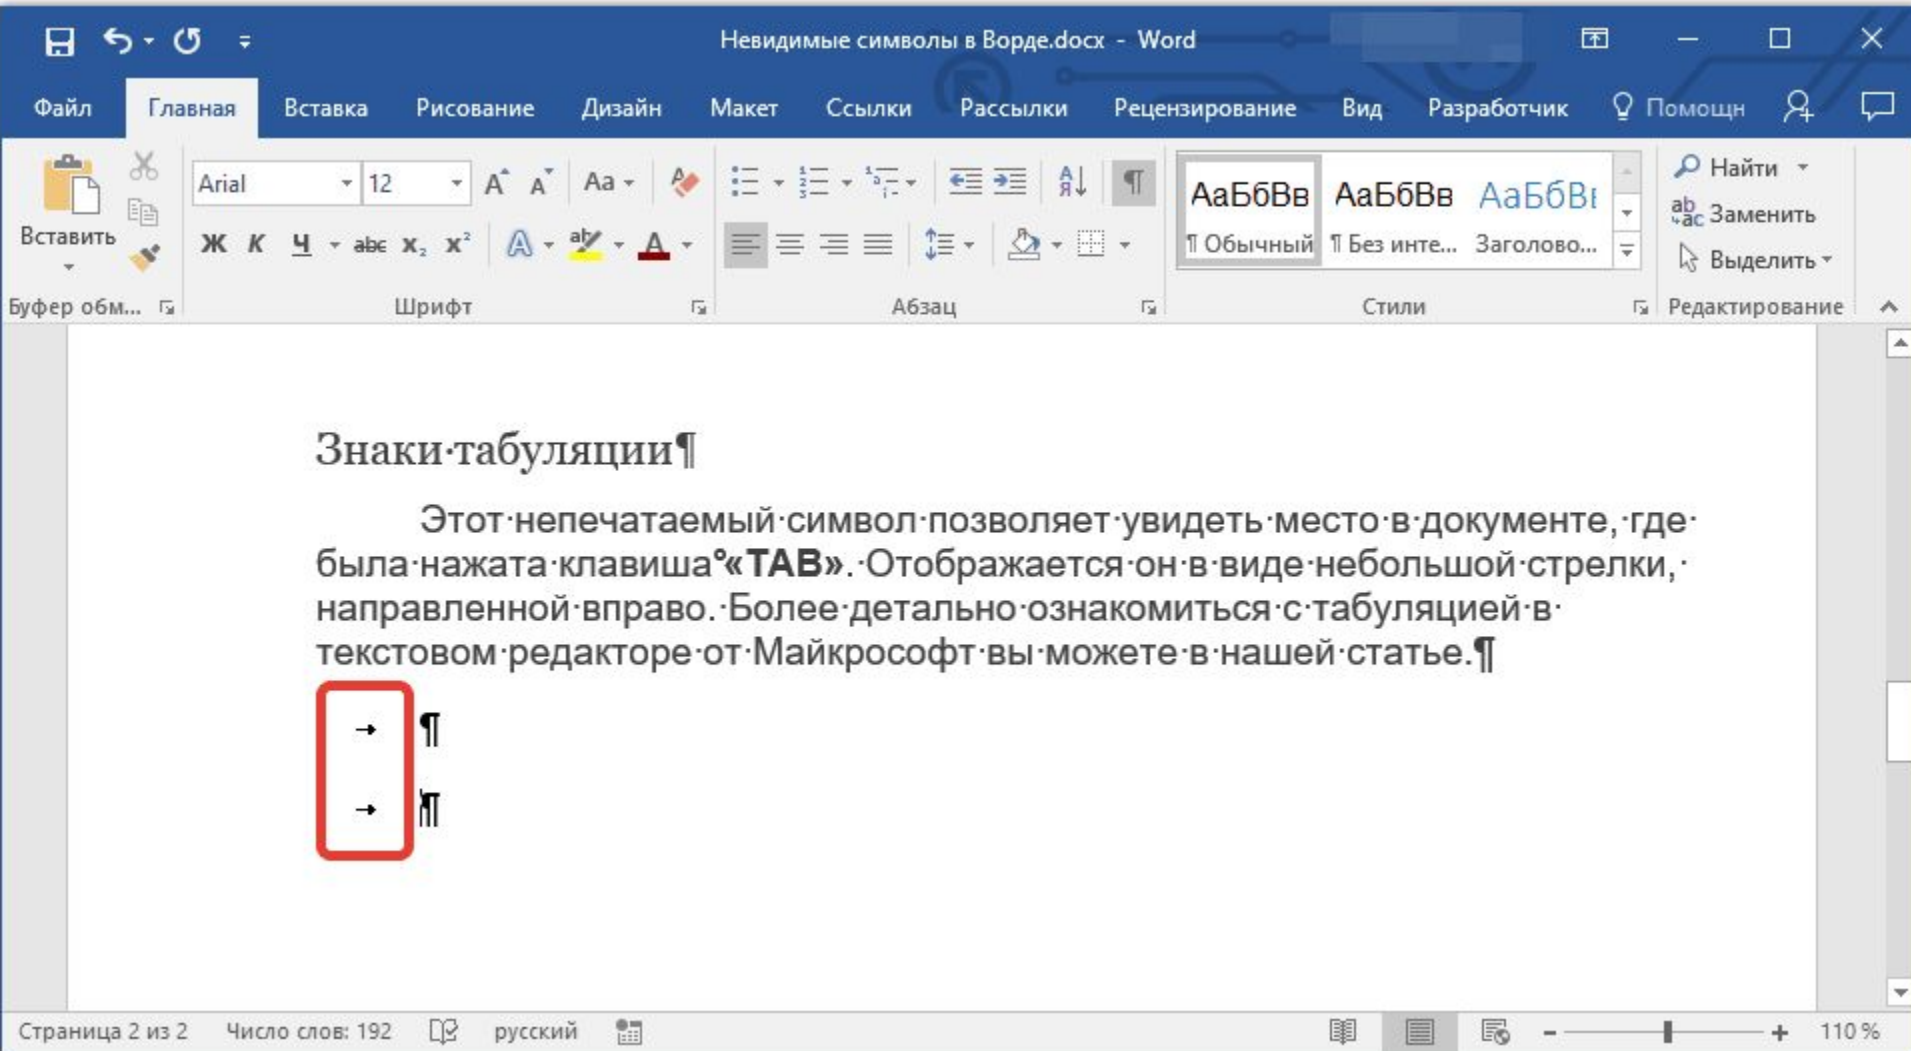 Невидимые символы в Ворде.docx - Word
Файл Главная Вставка Рисование Дизайн Макет Ссылки Рассылки Рецензирование Вид Разработчик Помощн
Вставить
Буфер обм...
Arial 12 Aa
Ж К Ч abc x₂ x²
Шрифт
Абзац
АаБбВв АаБбВв АаБбВı
¶ Обычный ¶ Без инте... Заголово...
Стили
Найти
Заменить
Выделить
Редактирование
Знаки·табуляции¶
Этот·непечатаемый·символ·позволяет·увидеть·место·в·документе,·где·
была·нажата·клавиша°«TAB».·Отображается·он·в·виде·небольшой·стрелки,·
направленной·вправо.·Более·детально·ознакомиться·с·табуляцией·в·
текстовом·редакторе·от·Майкрософт·вы·можете·в·нашей·статье.¶
→ ¶
→ ¶
Страница 2 из 2 Число слов: 192 русский 110 %